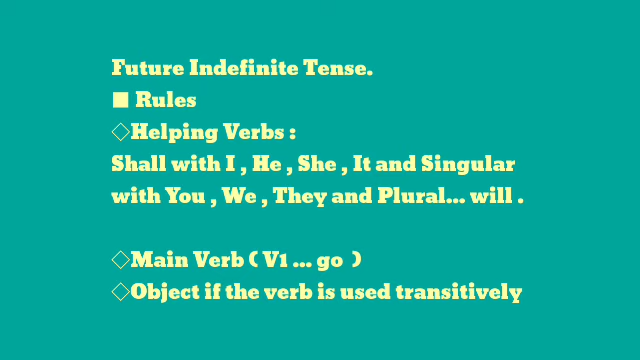 Future Indefinite Tense.
■ Rules
◇Helping Verbs :
Shall with I , He , She , It and Singular
with You , We , They and Plural... will .
◇Main Verb ( V1 ... go )
◇Object if the verb is used transitively